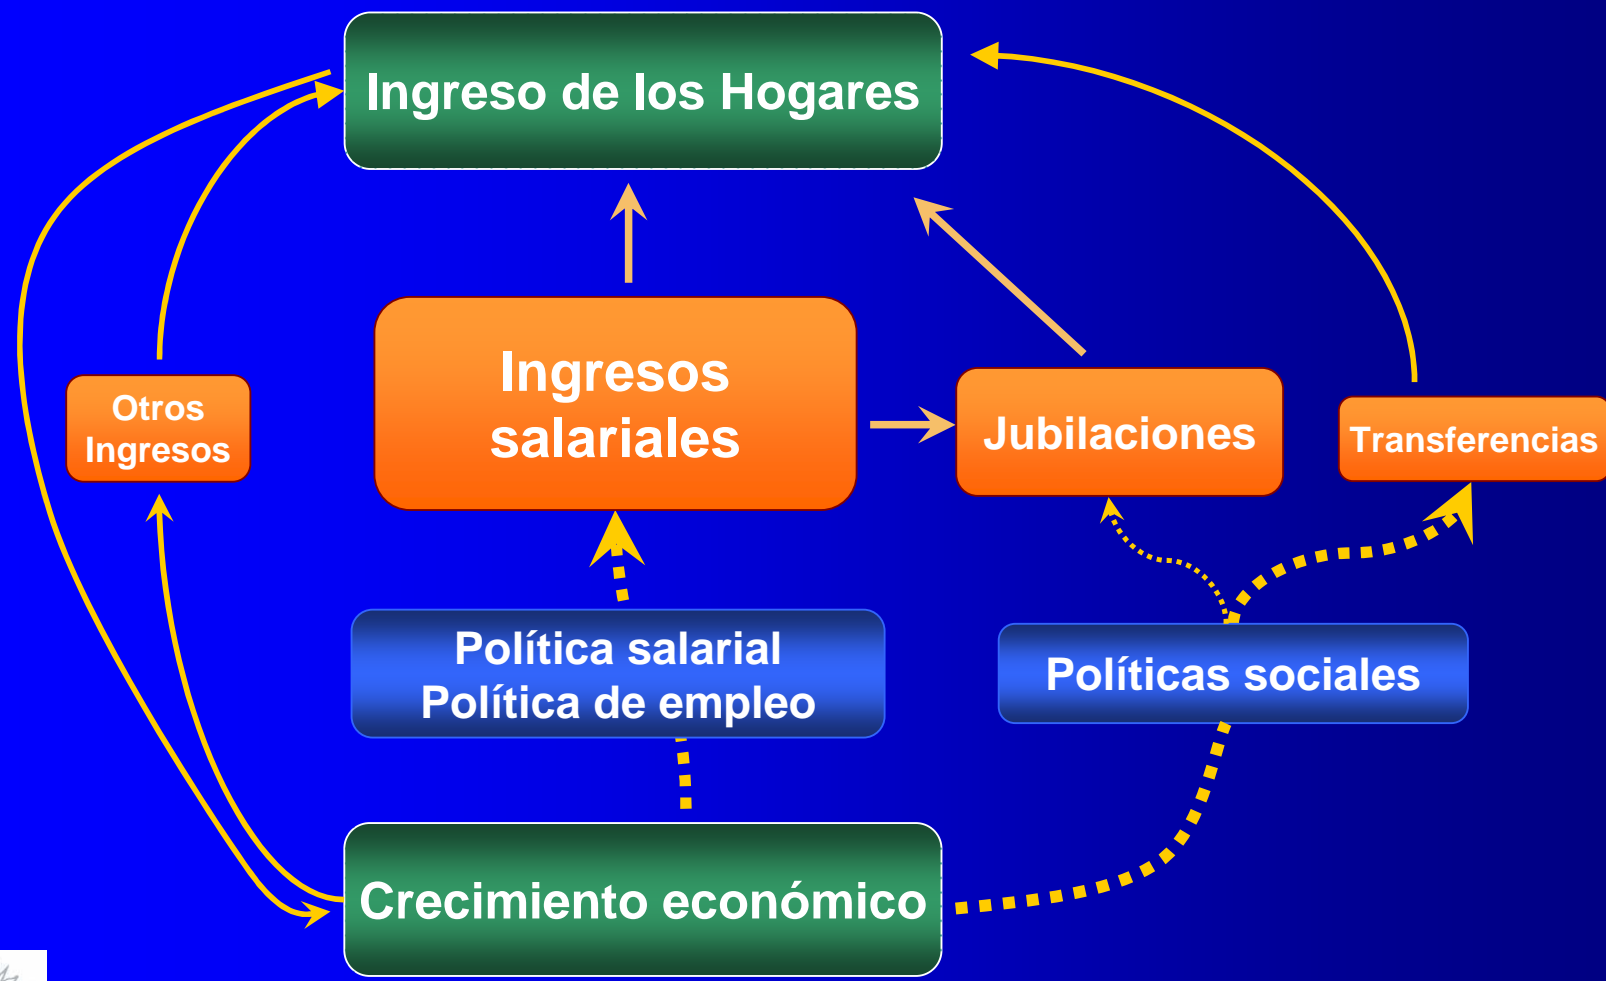 Ingreso de los Hogares
Ingresos
salariales
Otros
Ingresos
Jubilaciones
Transferencias
Política salarial
Política de empleo
Políticas sociales
Crecimiento económico